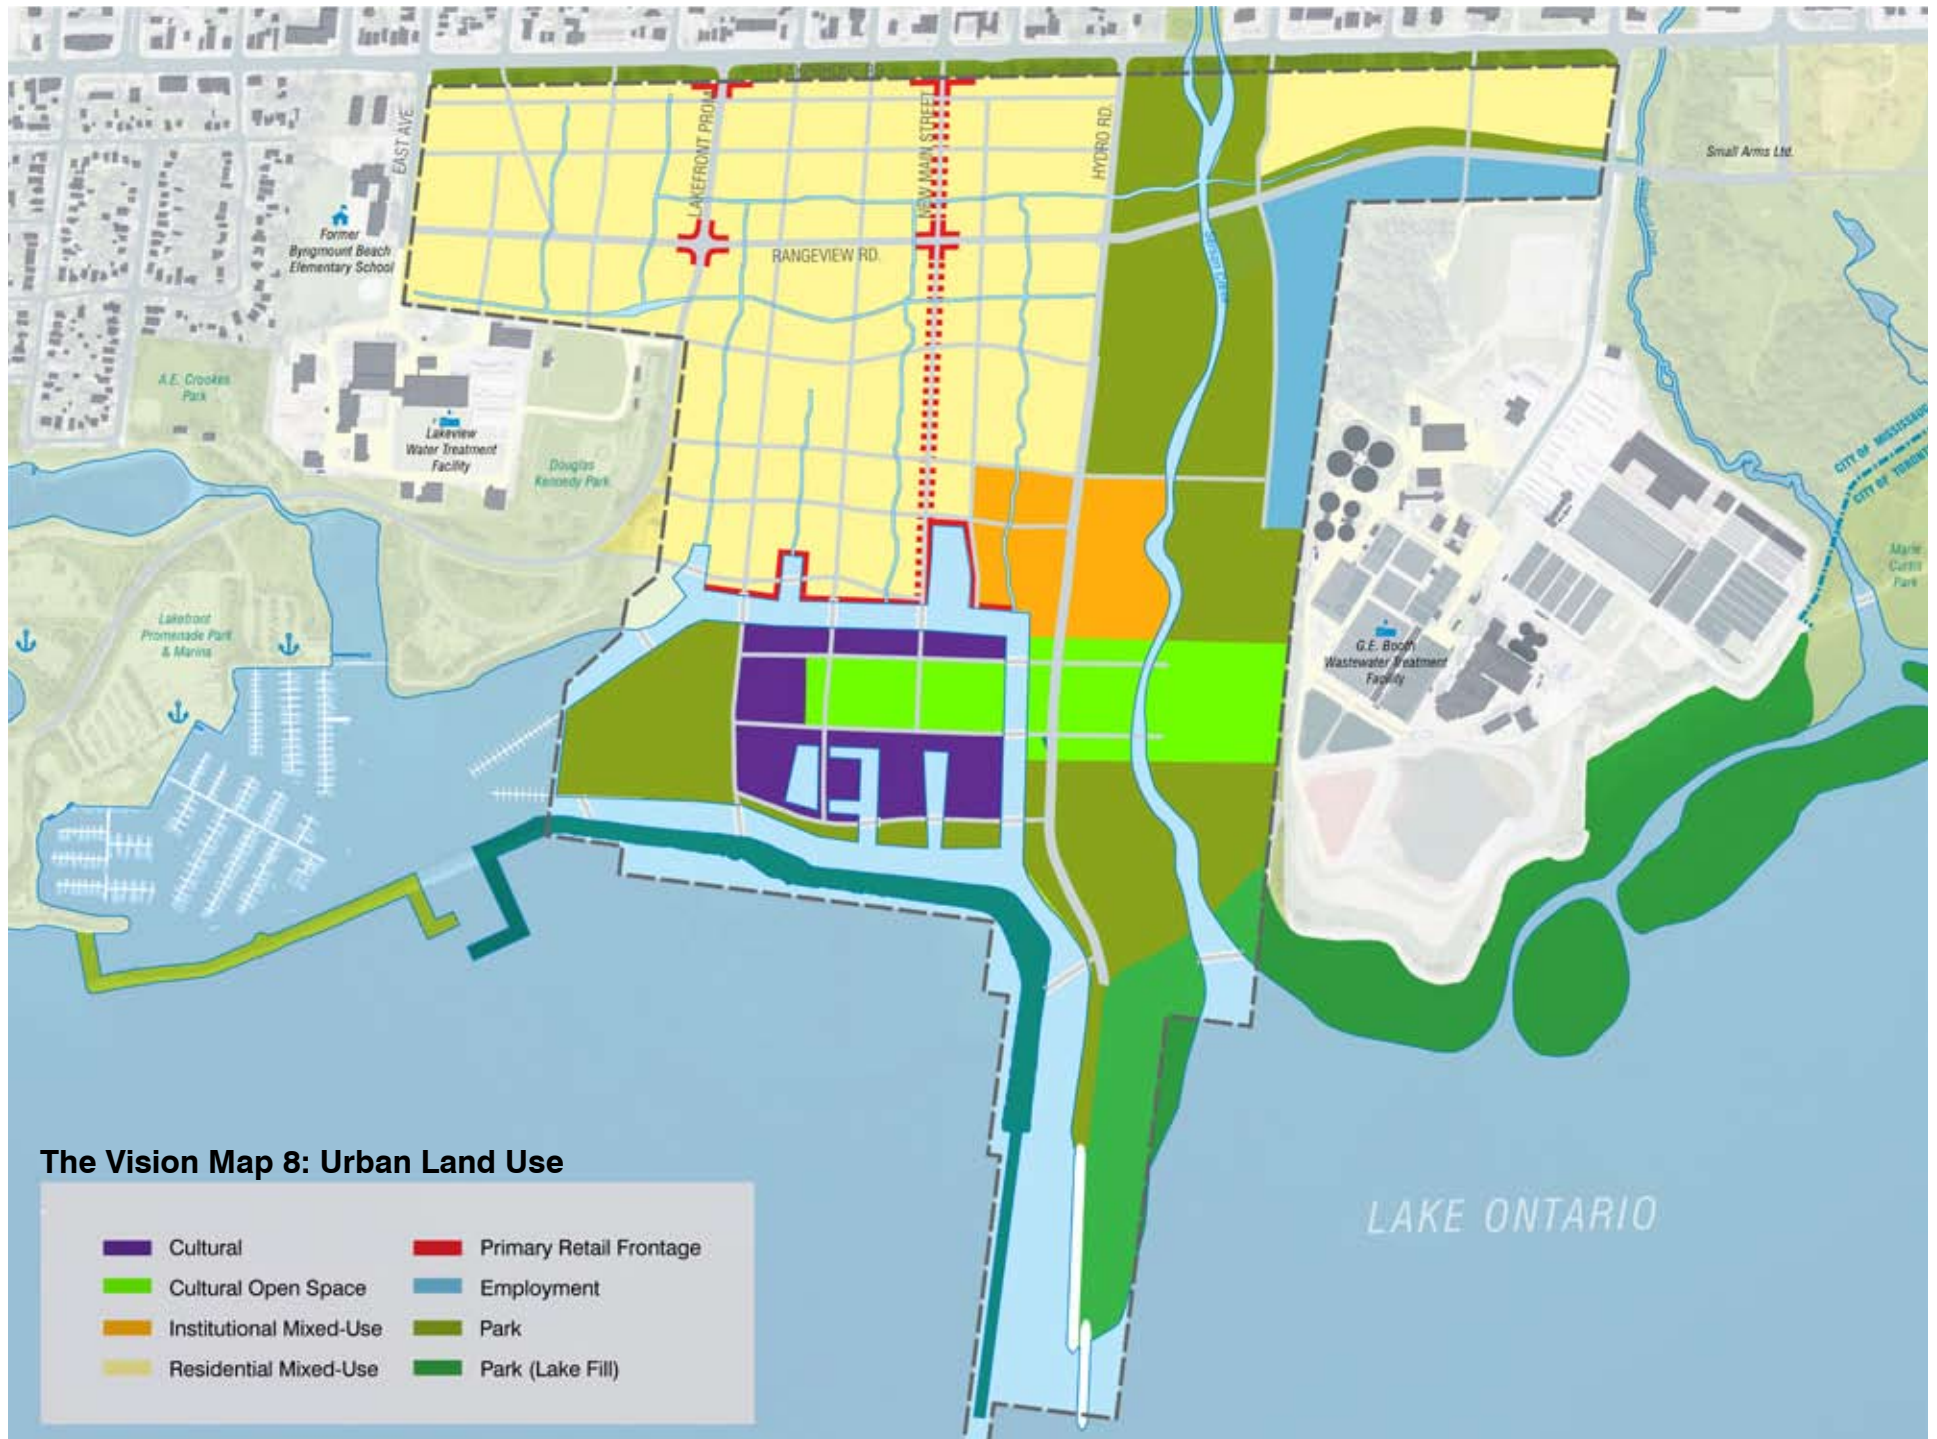 EAST AVE.
LAKEFRONT PROM.
NEW MAIN STREET
HYDRO RD.
Small Arms Ltd.
Former
Byngmount Beach
Elementary School
RANGEVIEW RD.
A.E. Crookes
Park
Lakeview
Water Treatment
Facility
Douglas
Kennedy Park
CITY OF MISSISSAUG
CITY OF TORONT
Marie
Curtis
Park
Lakefront
Promenade Park
& Marina
G.E. Booth
Wastewater Treatment
Facility
The Vision Map 8: Urban Land Use
LAKE ONTARIO
Cultural
Primary Retail Frontage
Cultural Open Space
Employment
Institutional Mixed-Use
Park
Residential Mixed-Use
Park (Lake Fill)